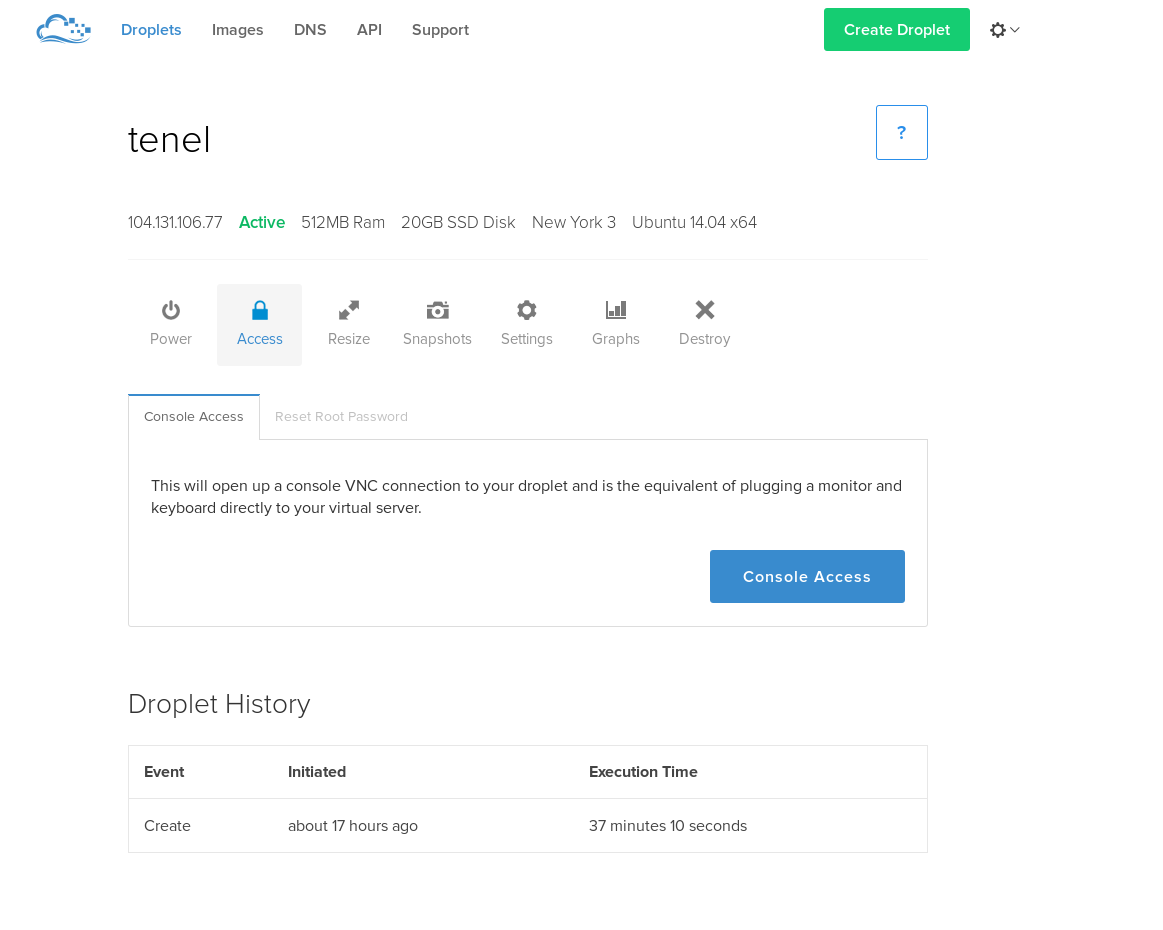 Droplets Images DNS API Support Create Droplet
tenel ?
104.131.106.77 Active 512MB Ram 20GB SSD Disk New York 3 Ubuntu 14.04 x64
Power Access Resize Snapshots Settings Graphs Destroy
Console Access Reset Root Password
This will open up a console VNC connection to your droplet and is the equivalent of plugging a monitor and
keyboard directly to your virtual server.
Console Access
Droplet History
Event Initiated Execution Time
Create about 17 hours ago 37 minutes 10 seconds